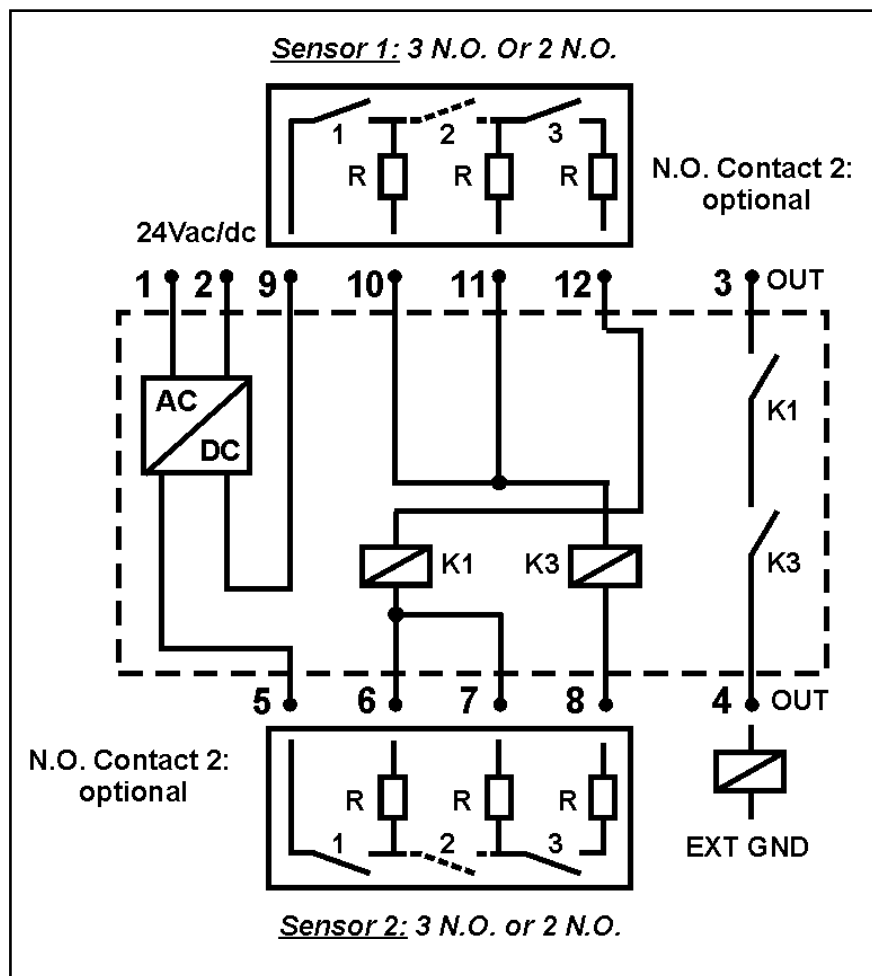 Sensor 1: 3 N.O. Or 2 N.O.
1 2 3
R R R
N.O. Contact 2:
optional
24Vac/dc
1 2 9 10 11 12 3 OUT
AC
DC
K1
K1 K3 K3
5 6 7 8 4 OUT
N.O. Contact 2:
optional
R R R
1 2 3
EXT GND
Sensor 2: 3 N.O. or 2 N.O.